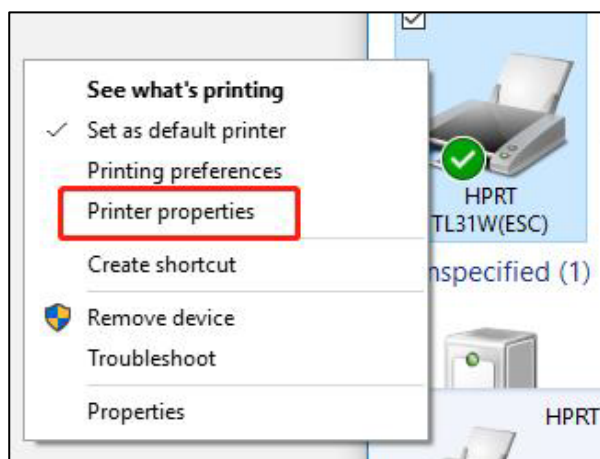 See what's printing
Set as default printer
Printing preferences
Printer properties
Create shortcut
Remove device
Troubleshoot
Properties
HPRT
TL31W(ESC)
nspecified (1)
HPRT